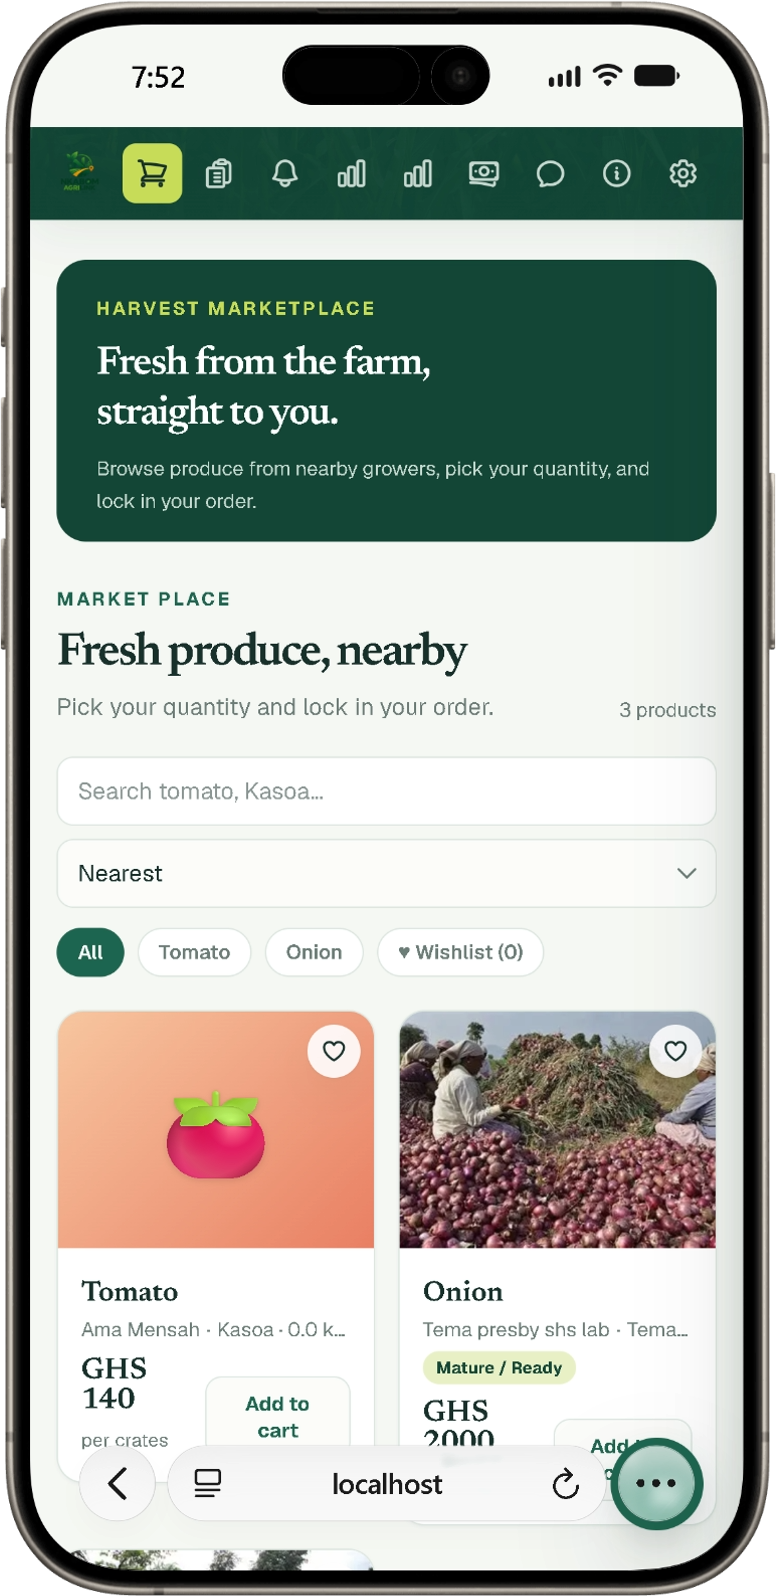 7:52
AGRI
HARVEST MARKETPLACE
Fresh from the farm,
straight to you.
Browse produce from nearby growers, pick your quantity, and
lock in your order.
MARKET PLACE
Fresh produce, nearby
Pick your quantity and lock in your order.
3 products
Search tomato, Kasoa...
Nearest
All
Tomato
Onion
♥ Wishlist (0)
Tomato
Ama Mensah · Kasoa · 0.0 k...
GHS
140
per crates
Add to
cart
Onion
Tema presby shs lab · Tema...
Mature / Ready
GHS
2000
Add
localhost